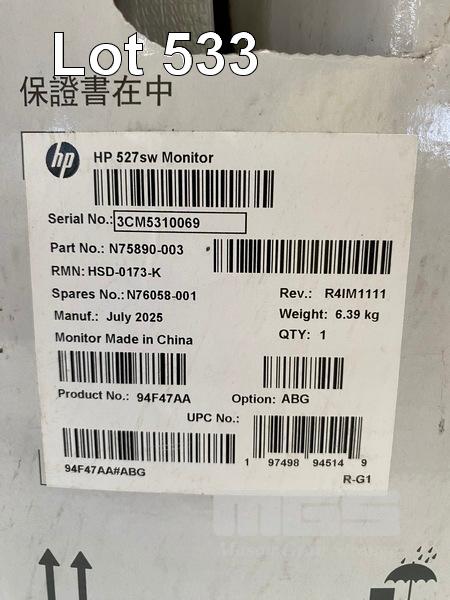 Lot 533
保證書在中
hp
HP 527sw Monitor
Serial No.: 3CM5310069
Part No.: N75890-003
RMN: HSD-0173-K
Spares No.: N76058-001
Rev.: R4IM1111
Manuf.: July 2025
Weight: 6.39 kg
Monitor Made in China
QTY: 1
Product No.: 94F47AA
Option: ABG
UPC No.:
94F47AA#ABG
1 97498 94514 9
R-G1
MGS